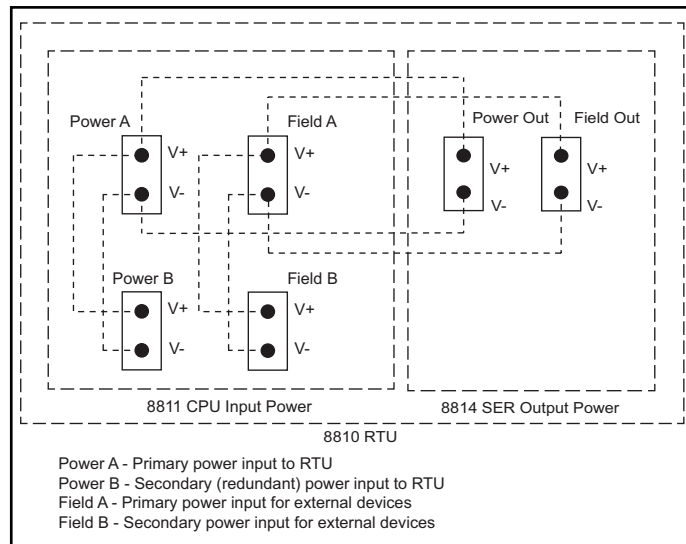 Power A
Field A
Power Out
Field Out
V+
V+
V+
V+
V-
V-
V-
V-
Power B
Field B
V+
V+
V-
V-
8811 CPU Input Power
8814 SER Output Power
8810 RTU
Power A - Primary power input to RTU
Power B - Secondary (redundant) power input to RTU
Field A - Primary power input for external devices
Field B - Secondary power input for external devices